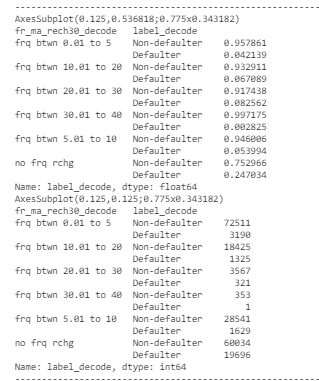 ------------------------------------------------------------
AxesSubplot(0.125,0.536818;0.775x0.343182)
fr_ma_rech30_decode   label_decode
frq btwn 0.01 to 5    Non-defaulter    0.957861
                      Defaulter        0.042139
frq btwn 10.01 to 20  Non-defaulter    0.932911
                      Defaulter        0.067089
frq btwn 20.01 to 30  Non-defaulter    0.917438
                      Defaulter        0.082562
frq btwn 30.01 to 40  Non-defaulter    0.997175
                      Defaulter        0.002825
frq btwn 5.01 to 10   Non-defaulter    0.946006
                      Defaulter        0.053994
no frq rchg           Non-defaulter    0.752966
                      Defaulter        0.247034
Name: label_decode, dtype: float64
AxesSubplot(0.125,0.125;0.775x0.343182)
fr_ma_rech30_decode   label_decode
frq btwn 0.01 to 5    Non-defaulter    72511
                      Defaulter         3190
frq btwn 10.01 to 20  Non-defaulter    18425
                      Defaulter         1325
frq btwn 20.01 to 30  Non-defaulter     3567
                      Defaulter          321
frq btwn 30.01 to 40  Non-defaulter      353
                      Defaulter            1
frq btwn 5.01 to 10   Non-defaulter    28541
                      Defaulter         1629
no frq rchg           Non-defaulter    60034
                      Defaulter        19696
Name: label_decode, dtype: int64
------------------------------------------------------------